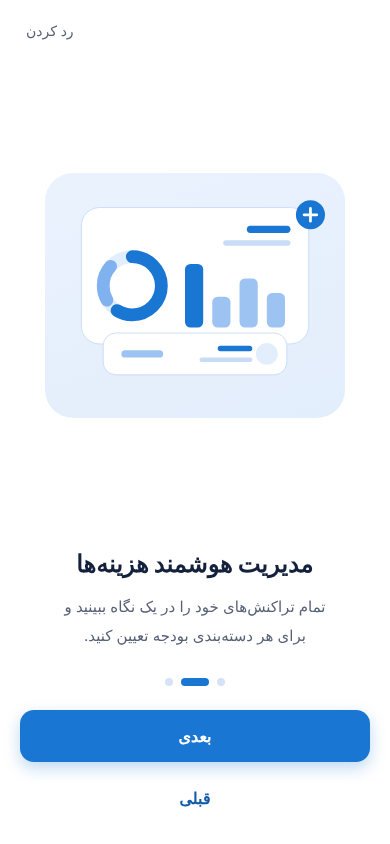 رد کردن
مدیریت هوشمند هزینه‌ها
تمام تراکنش‌های خود را در یک نگاه ببینید و
برای هر دسته‌بندی بودجه تعیین کنید.
بعدی
قبلی